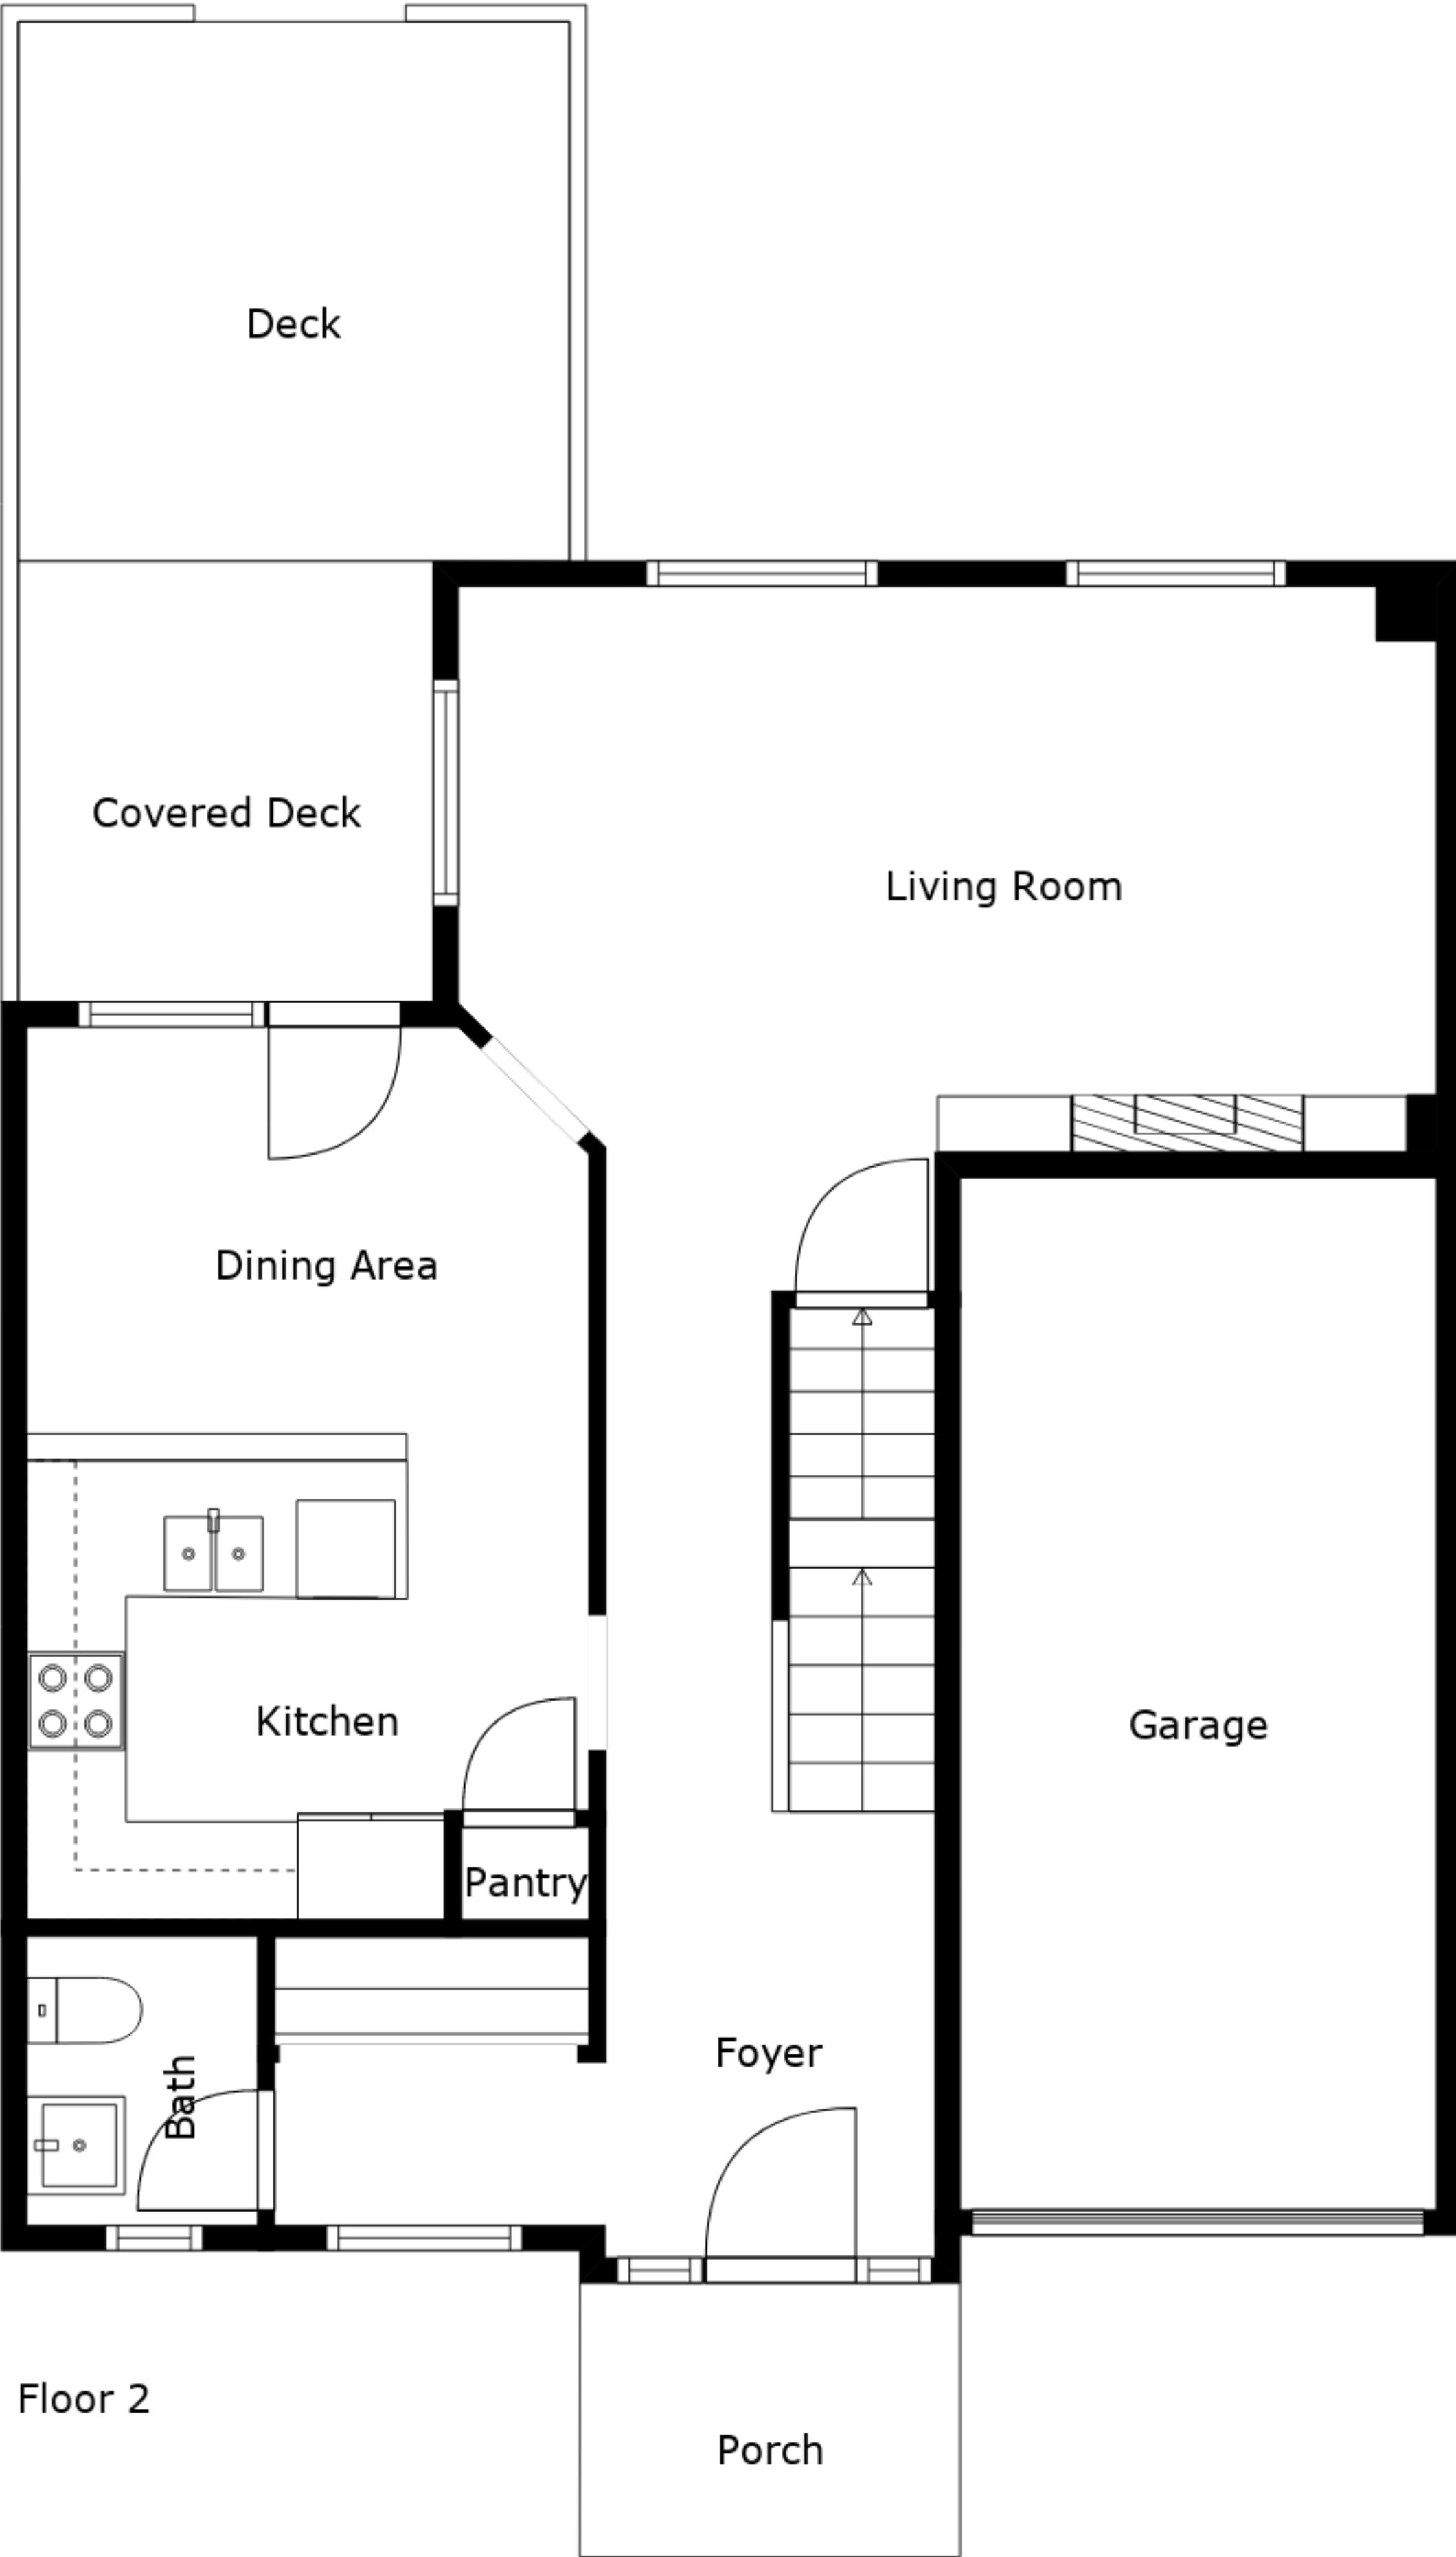 Deck
Covered Deck
Living Room
Dining Area
Kitchen
Garage
Pantry
Foyer
Bath
Floor 2
Porch